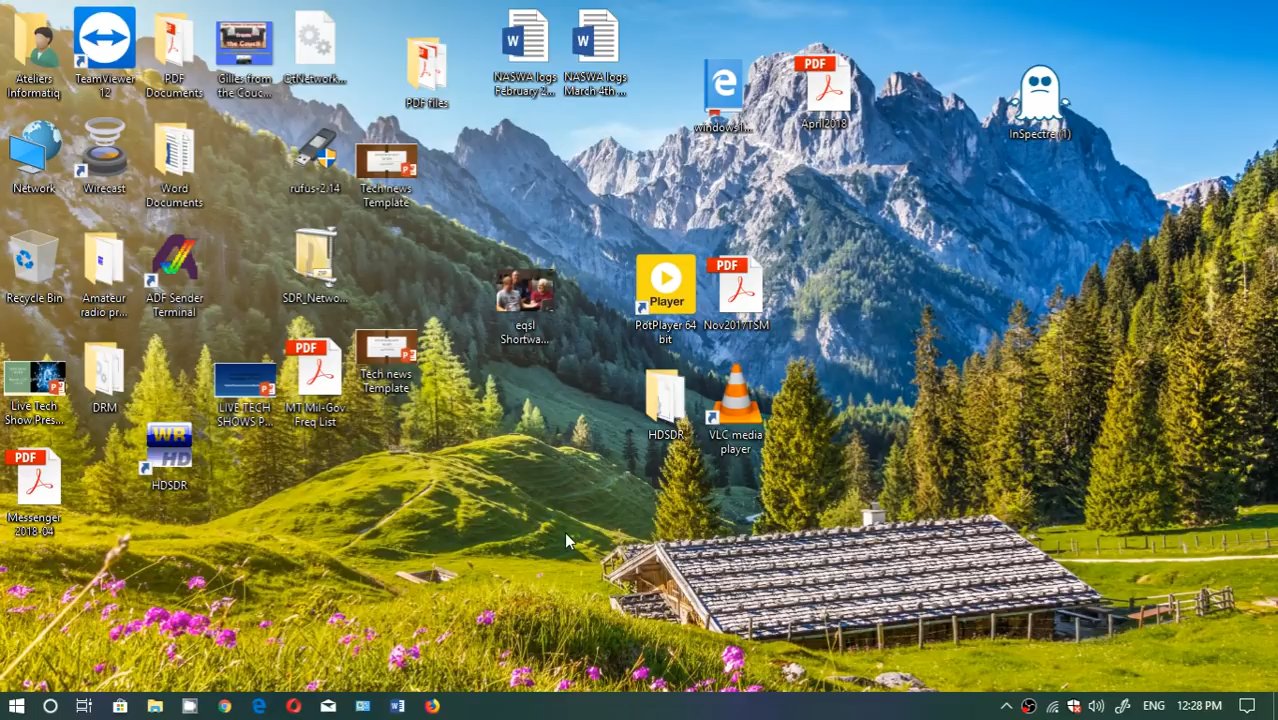 Ateliers
Informatiq
TeamViewer
12
PDF
Documents
Gilles from
the Couc...
CtNetwork...
PDF files
NASWA logs
February 2...
NASWA logs
March 4th ...
windows1...
PDF
April2018
InSpectre (1)
Network
Wirecast
Word
Documents
rufus-2.14
Tech news
Template
Recycle Bin
Amateur
radio pr...
ADF Sender
Terminal
ZIP
SDR_Netwo...
eqsl
Shortwa...
Player
PotPlayer 64
bit
PDF
Nov2017TSM
Live Tech
Show Pres...
DRM
LIVE TECH
SHOWS P...
PDF
MT Mil-Gov
Freq List
Tech news
Template
HDSDR
VLC media
player
PDF
Messenger
2018-04
WR
HD
HDSDR
ENG
12:28 PM